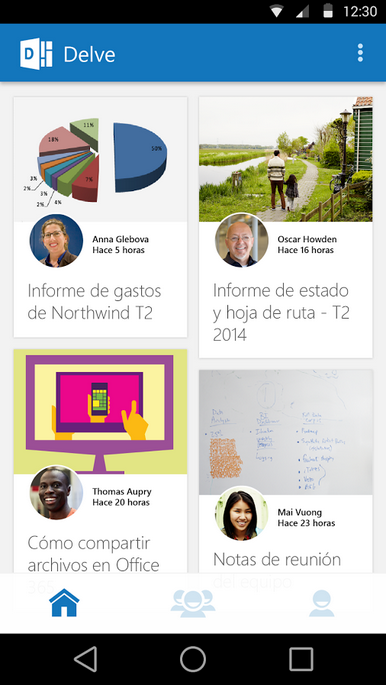 12:30
D
Delve
11%
18%
50%
3%
2%
3%
2%
4%
7%
Anna Glebova
Hace 5 horas
Informe de gastos
de Northwind T2
Oscar Howden
Hace 16 horas
Informe de estado
y hoja de ruta - T2
2014
Thomas Aupry
Hace 20 horas
Cómo compartir
archivos en Office
Mai Vuong
Hace 23 horas
Notas de reunión
del equipo